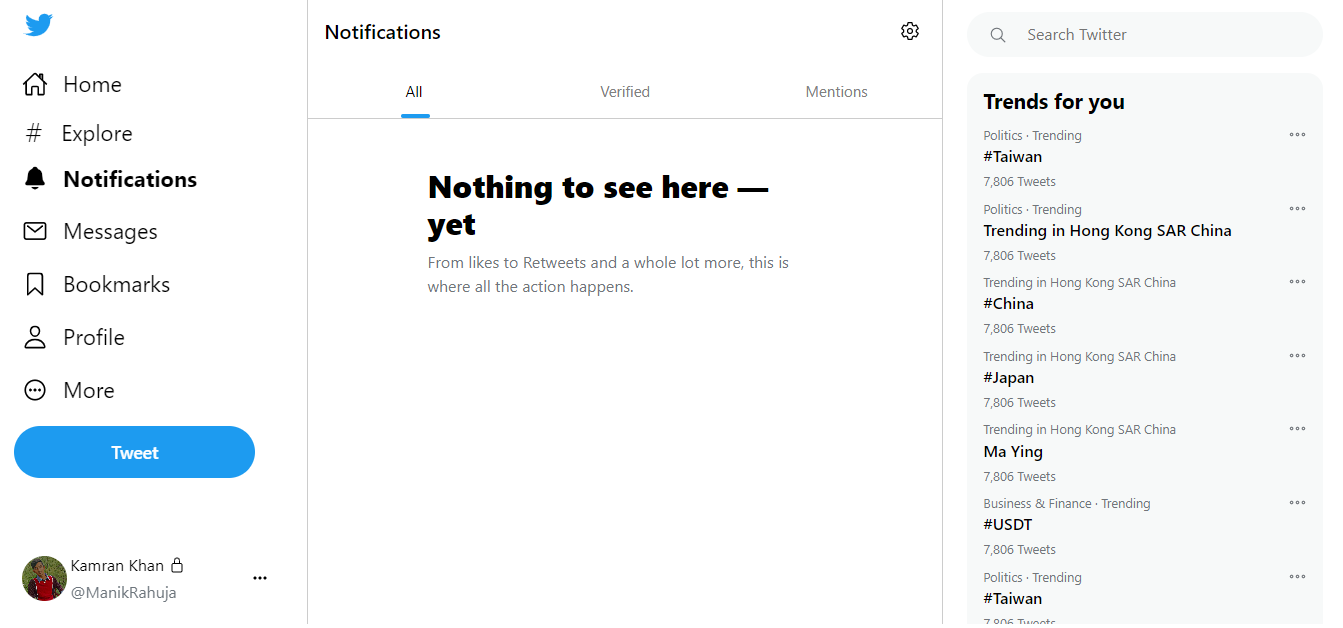 Home
# Explore
Notifications
Messages
Bookmarks
Profile
More
Tweet
Kamran Khan
@ManikRahuja
Notifications
All
Verified
Mentions
Nothing to see here —
yet
From likes to Retweets and a whole lot more, this is
where all the action happens.
Search Twitter
Trends for you
Politics · Trending
#Taiwan
7,806 Tweets
Politics · Trending
Trending in Hong Kong SAR China
7,806 Tweets
Trending in Hong Kong SAR China
#China
7,806 Tweets
Trending in Hong Kong SAR China
#Japan
7,806 Tweets
Trending in Hong Kong SAR China
Ma Ying
7,806 Tweets
Business & Finance · Trending
#USDT
7,806 Tweets
Politics · Trending
#Taiwan
7,806 Tweets